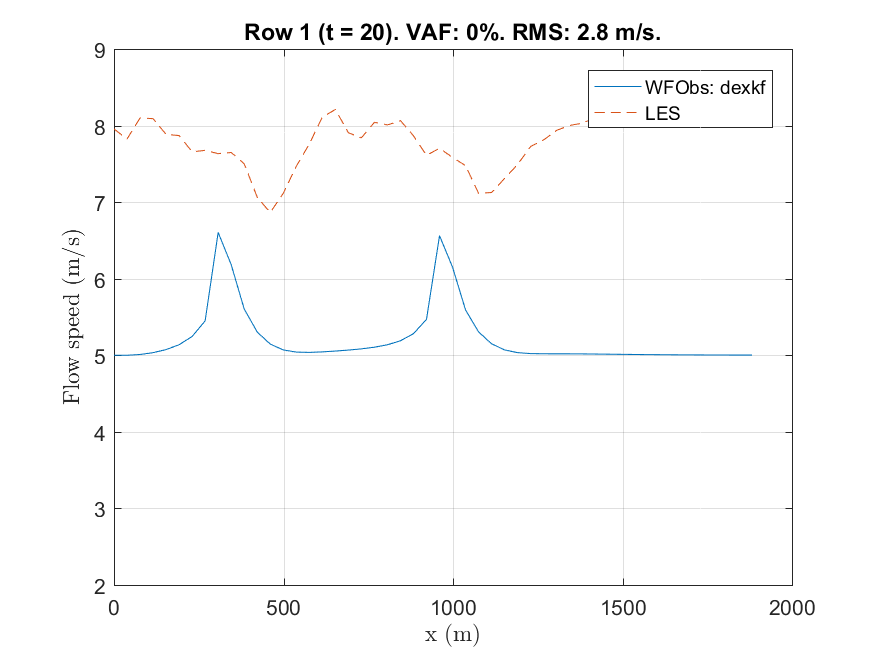 Row 1 (t = 20). VAF: 0%. RMS: 2.8 m/s.
9
8
7
6
5
4
3
2
Flow speed (m/s)
WFObs: dexkf
LES
0
500
1000
1500
2000
x (m)